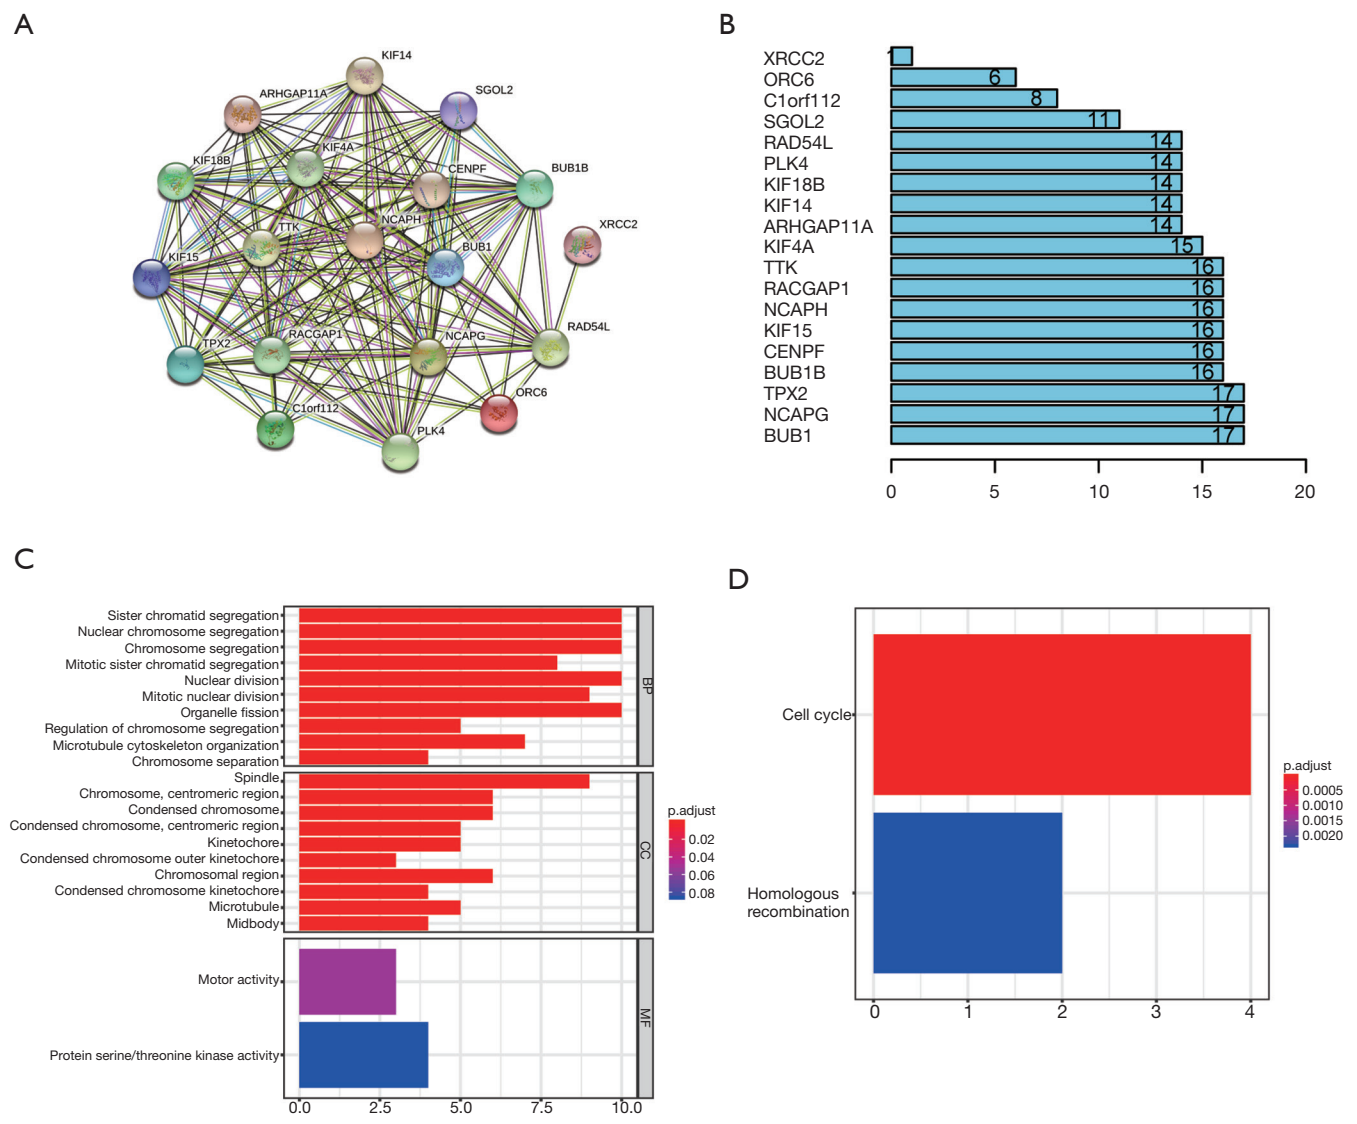 A
KIF14
SGOL2
ARHGAP11A
KIF4A
KIF18B
CENPF
BUB1B
XRCC2
NCAPH
TTK
BUB1
KIF15
RAD54L
RACGAP1
NCAPG
TPX2
ORC6
C1orf112
PLK4
B
XRCC2 1
ORC6 6
C1orf112 8
SGOL2 11
RAD54L 14
PLK4 14
KIF18B 14
KIF14 14
ARHGAP11A 14
KIF4A 15
TTK 16
RACGAP1 16
NCAPH 16
KIF15 16
CENPF 16
BUB1B 16
TPX2 17
NCAPG 17
BUB1 17
0 5 10 15 20
C
Sister chromatid segregation
Nuclear chromosome segregation
Chromosome segregation
Mitotic sister chromatid segregation
Nuclear division
Mitotic nuclear division
Organelle fission
Regulation of chromosome segregation
Microtubule cytoskeleton organization
Chromosome separation
BP
Spindle
Chromosome, centromeric region
Condensed chromosome
Condensed chromosome, centromeric region
Kinetochore
Condensed chromosome outer kinetochore
Chromosomal region
Condensed chromosome kinetochore
Microtubule
Midbody
CC
Motor activity
Protein serine/threonine kinase activity
MF
0.0 2.5 5.0 7.5 10.0
p.adjust
0.02
0.04
0.06
0.08
D
Cell cycle
Homologous
recombination
0 1 2 3 4
p.adjust
0.0005
0.0010
0.0015
0.0020